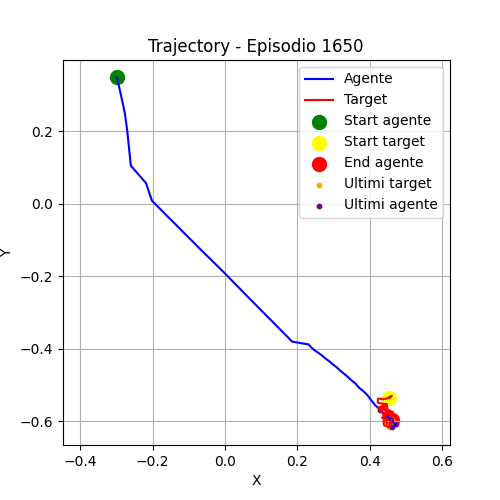 Trajectory - Episodio 1650
Agente
Target
Start agente
Start target
End agente
Ultimi target
Ultimi agente
Y
0.2
0.0
−0.2
−0.4
−0.6
−0.4
−0.2
0.0
0.2
0.4
0.6
X